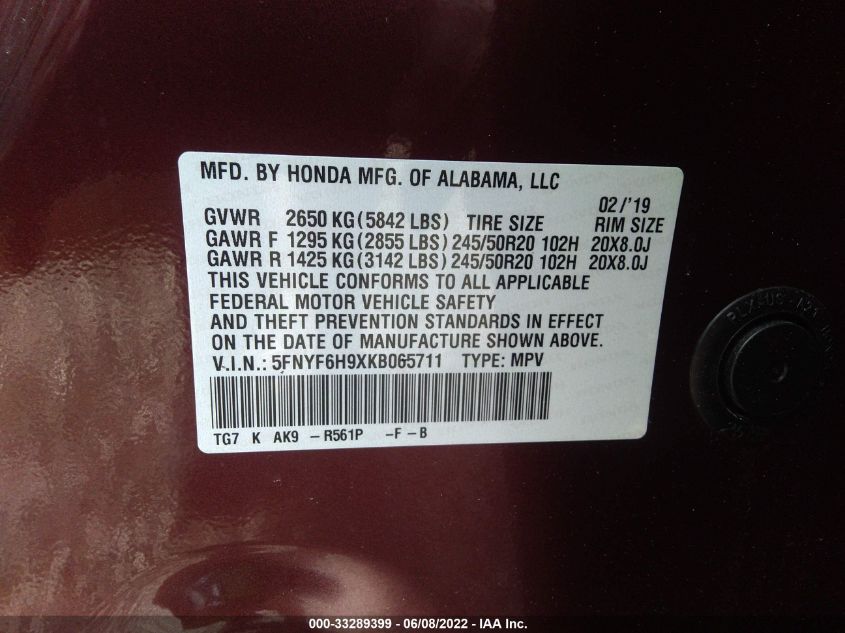 MFD. BY HONDA MFG. OF ALABAMA, LLC
02/'19
GVWR 2650 KG (5842 LBS) TIRE SIZE RIM SIZE
GAWR F 1295 KG (2855 LBS) 245/50R20 102H 20X8.0J
GAWR R 1425 KG (3142 LBS) 245/50R20 102H 20X8.0J
THIS VEHICLE CONFORMS TO ALL APPLICABLE
FEDERAL MOTOR VEHICLE SAFETY
AND THEFT PREVENTION STANDARDS IN EFFECT
ON THE DATE OF MANUFACTURE SHOWN ABOVE.
V.I.N.: 5FNYF6H9XKB065711 TYPE: MPV
TG7 K AK9 -R561P -F-B
000-33289399 - 06/08/2022 - IAA Inc.